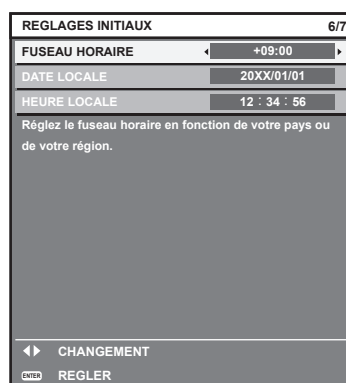 REGLAGES INITIAUX 6/7
FUSEAU HORAIRE +09:00
DATE LOCALE 20XX/01/01
HEURE LOCALE 12 : 34 : 56
Réglez le fuseau horaire en fonction de votre pays ou
de votre région.
CHANGEMENT
ENTER REGLER